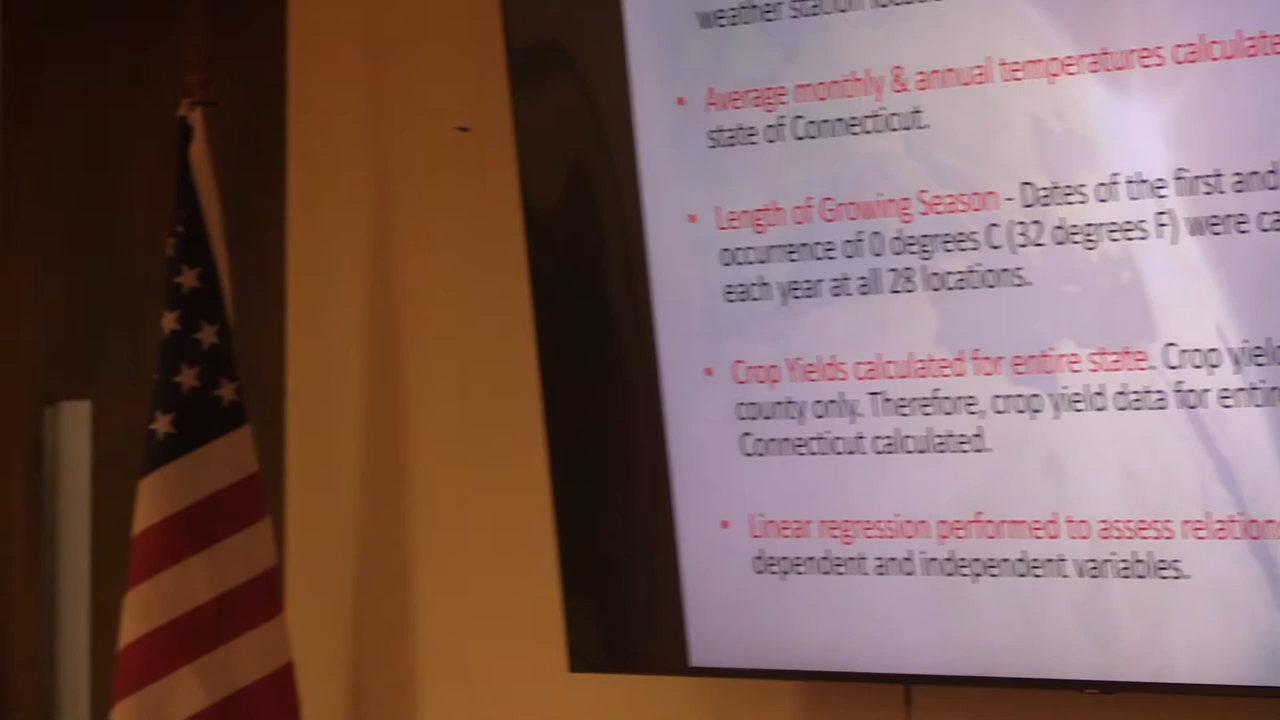 weather station
• Average monthly & annual temperatures calculate
state of Connecticut.
• Length of Growing Season - Dates of the first and
occurrence of 0 degrees C (32 degrees F) were ca
each year at all 28 locations.
• Crop Yields calculated for entire state. Crop yiel
county only. Therefore, crop yield data for entir
Connecticut calculated.
• Linear regression performed to assess relation
dependent and independent variables.